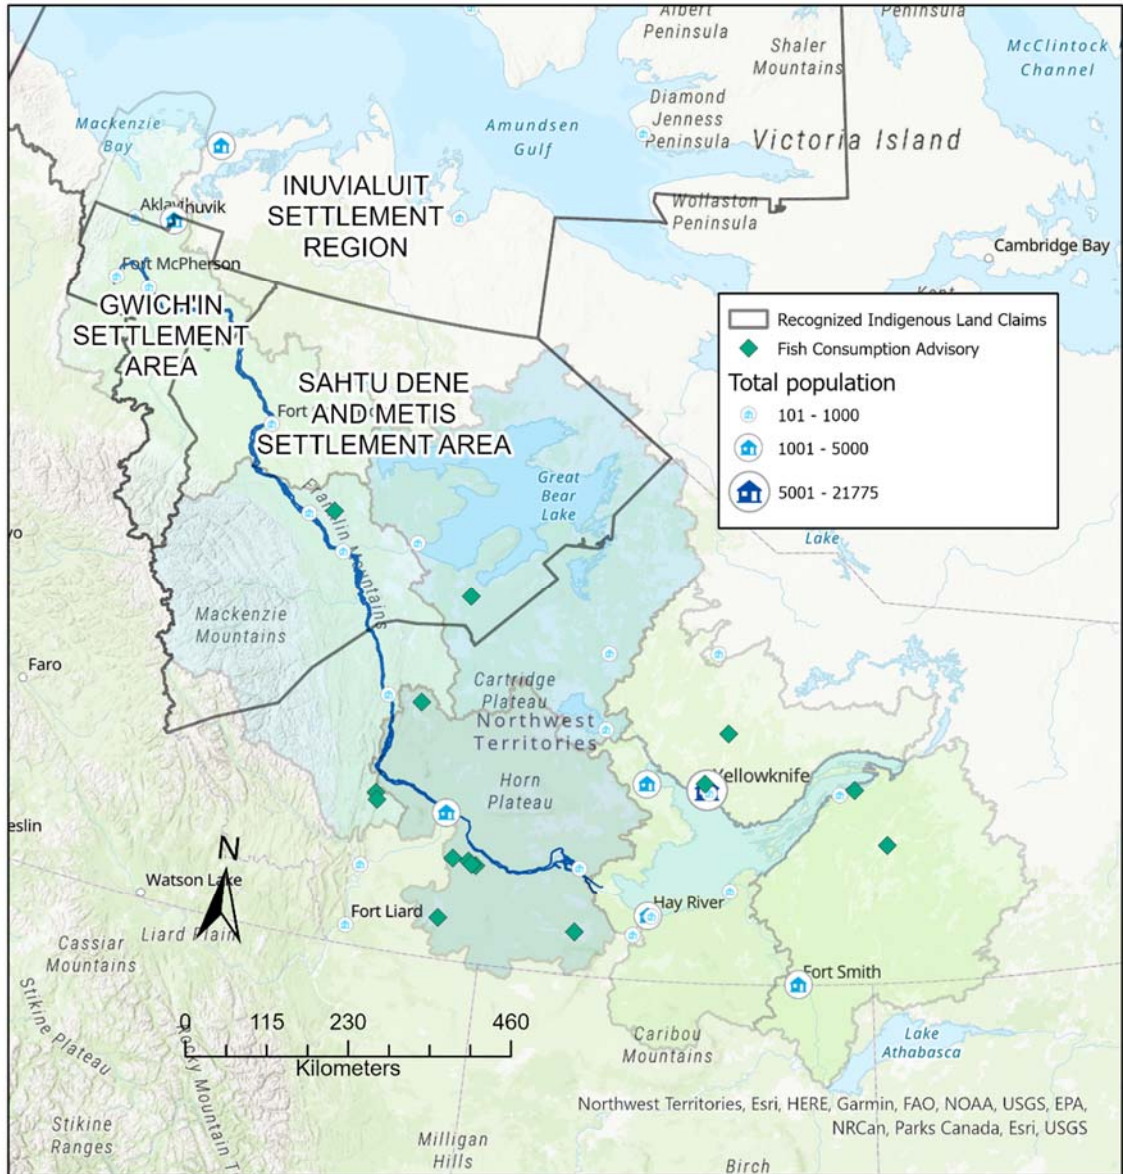 Albert
Peninsula
Peninsula
Shaler
Mountains
McClintock
Channel
Diamond
Jenness
Peninsula
Mackenzie
Bay
Amundsen
Gulf
Victoria Island
INUVIALUIT
SETTLEMENT
REGION
Wollaston
Peninsula
Cambridge Bay
Fort McPherson
GWICH'IN
SETTLEMENT
AREA
SAHTU DENE
AND METIS
SETTLEMENT AREA
Fort
Great
Bear
Lake
Franklin Mountains
Mackenzie
Mountains
Recognized Indigenous Land Claims
Fish Consumption Advisory
Total population
101 - 1000
1001 - 5000
5001 - 21775
Lake
Faro
Cartridge
Plateau
Northwest
Territories
Horn
Plateau
Yellowknife
eslin
N
Watson Lake
Liard Plain
Fort Liard
Hay River
Fort Smith
Cassiar
Mountains
Stikine Plateau
Rocky Mountain T
0 115 230 460
Kilometers
Caribou
Mountains
Lake
Athabasca
Northwest Territories, Esri, HERE, Garmin, FAO, NOAA, USGS, EPA,
NRCan, Parks Canada, Esri, USGS
Stikine
Ranges
Milligan
Hills
Birch